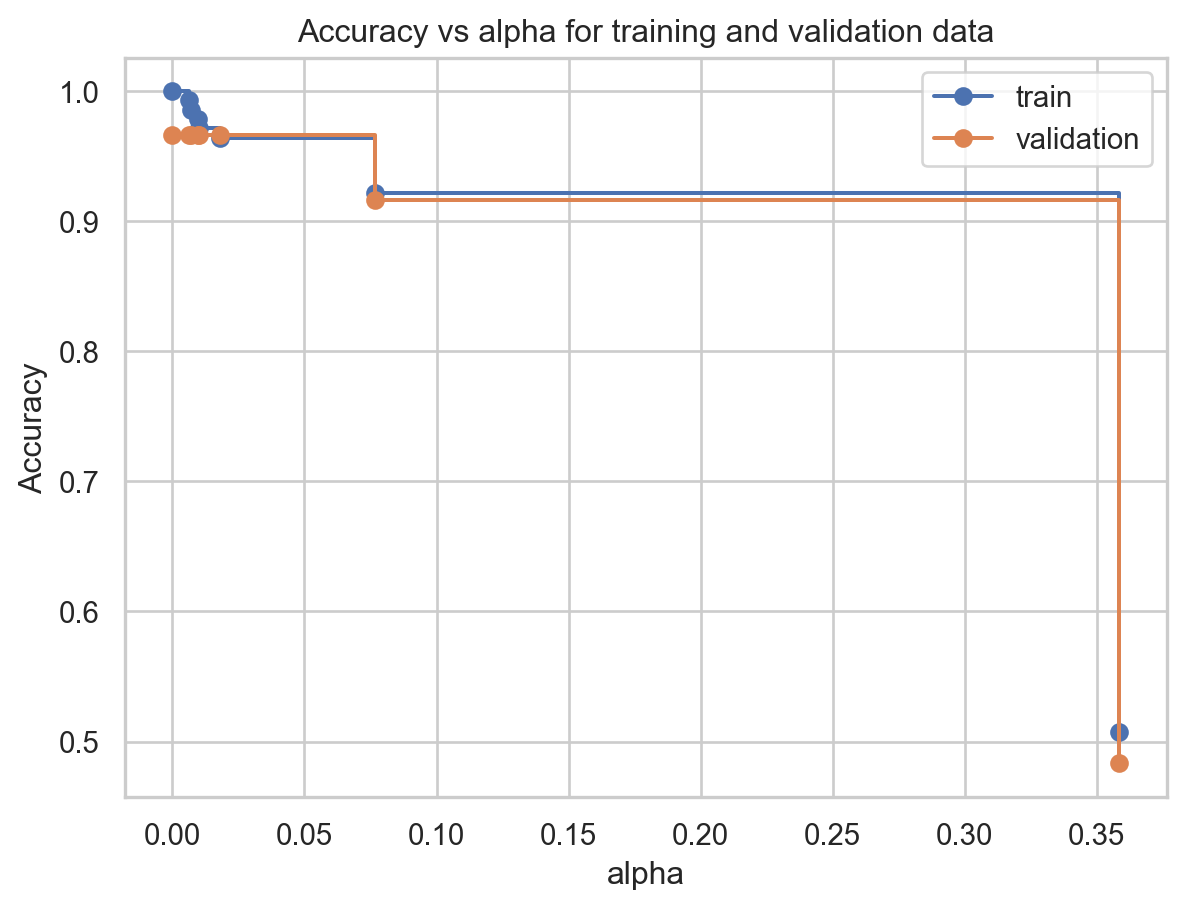 Accuracy vs alpha for training and validation data
train
validation
1.0
0.9
0.8
0.7
0.6
0.5
Accuracy
0.00 0.05 0.10 0.15 0.20 0.25 0.30 0.35
alpha